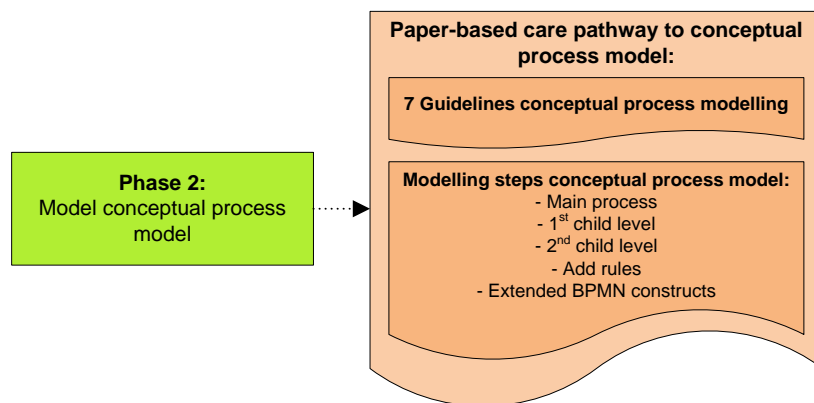 Paper-based care pathway to conceptual
process model:
7 Guidelines conceptual process modelling
Phase 2:
Model conceptual process
model
Modelling steps conceptual process model:
- Main process
- 1st child level
- 2nd child level
- Add rules
- Extended BPMN constructs